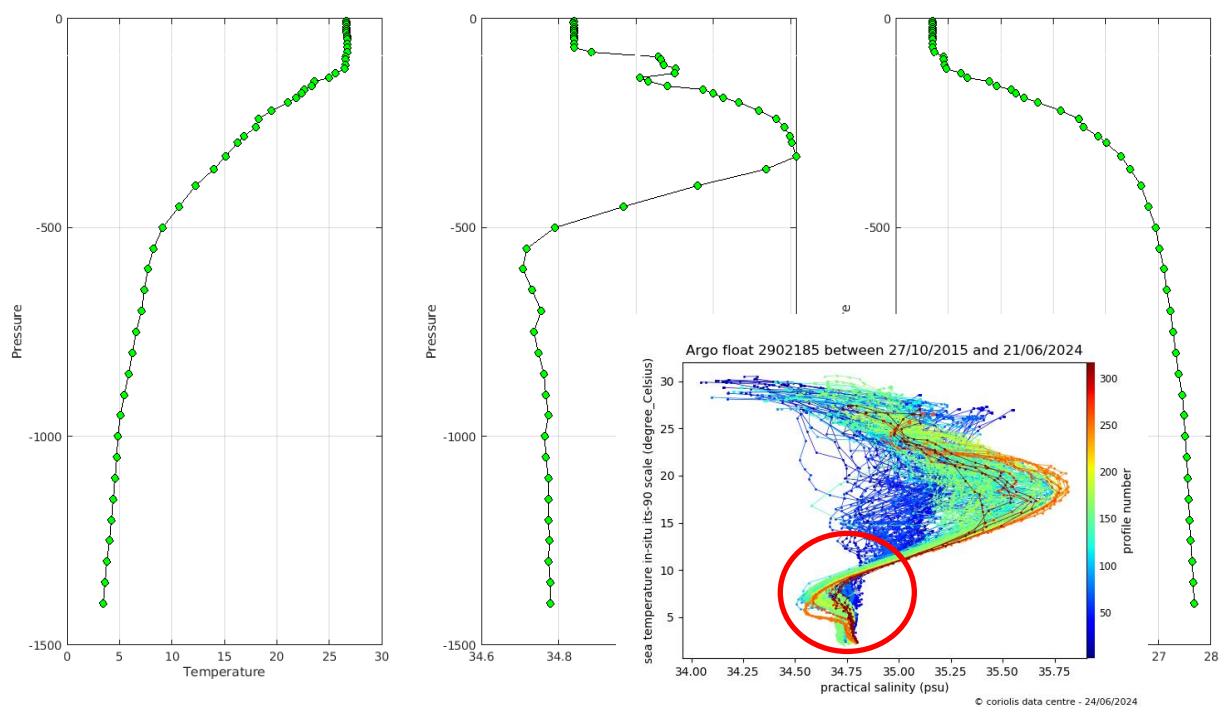 0
-500
-1000
-1500
Pressure
0 5 10 15 20 25 30
Temperature
0
-500
-1000
-1500
Pressure
34.6 34.8
0
-500
27 28
Argo float 2902185 between 27/10/2015 and 21/06/2024
sea temperature in-situ its-90 scale (degree_Celsius)
30
25
20
15
10
5
34.00 34.25 34.50 34.75 35.00 35.25 35.50 35.75
practical salinity (psu)
300
250
200
150
100
50
profile number
© coriolis data centre - 24/06/2024